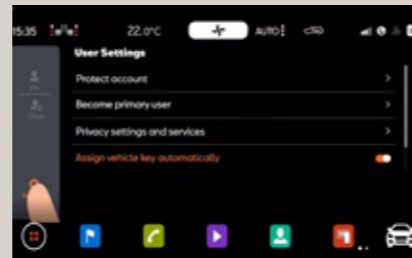 15:35
22.0°C
AUTO
User Settings
Protect account
Become primary user
Privacy settings and services
Assign vehicle key automatically